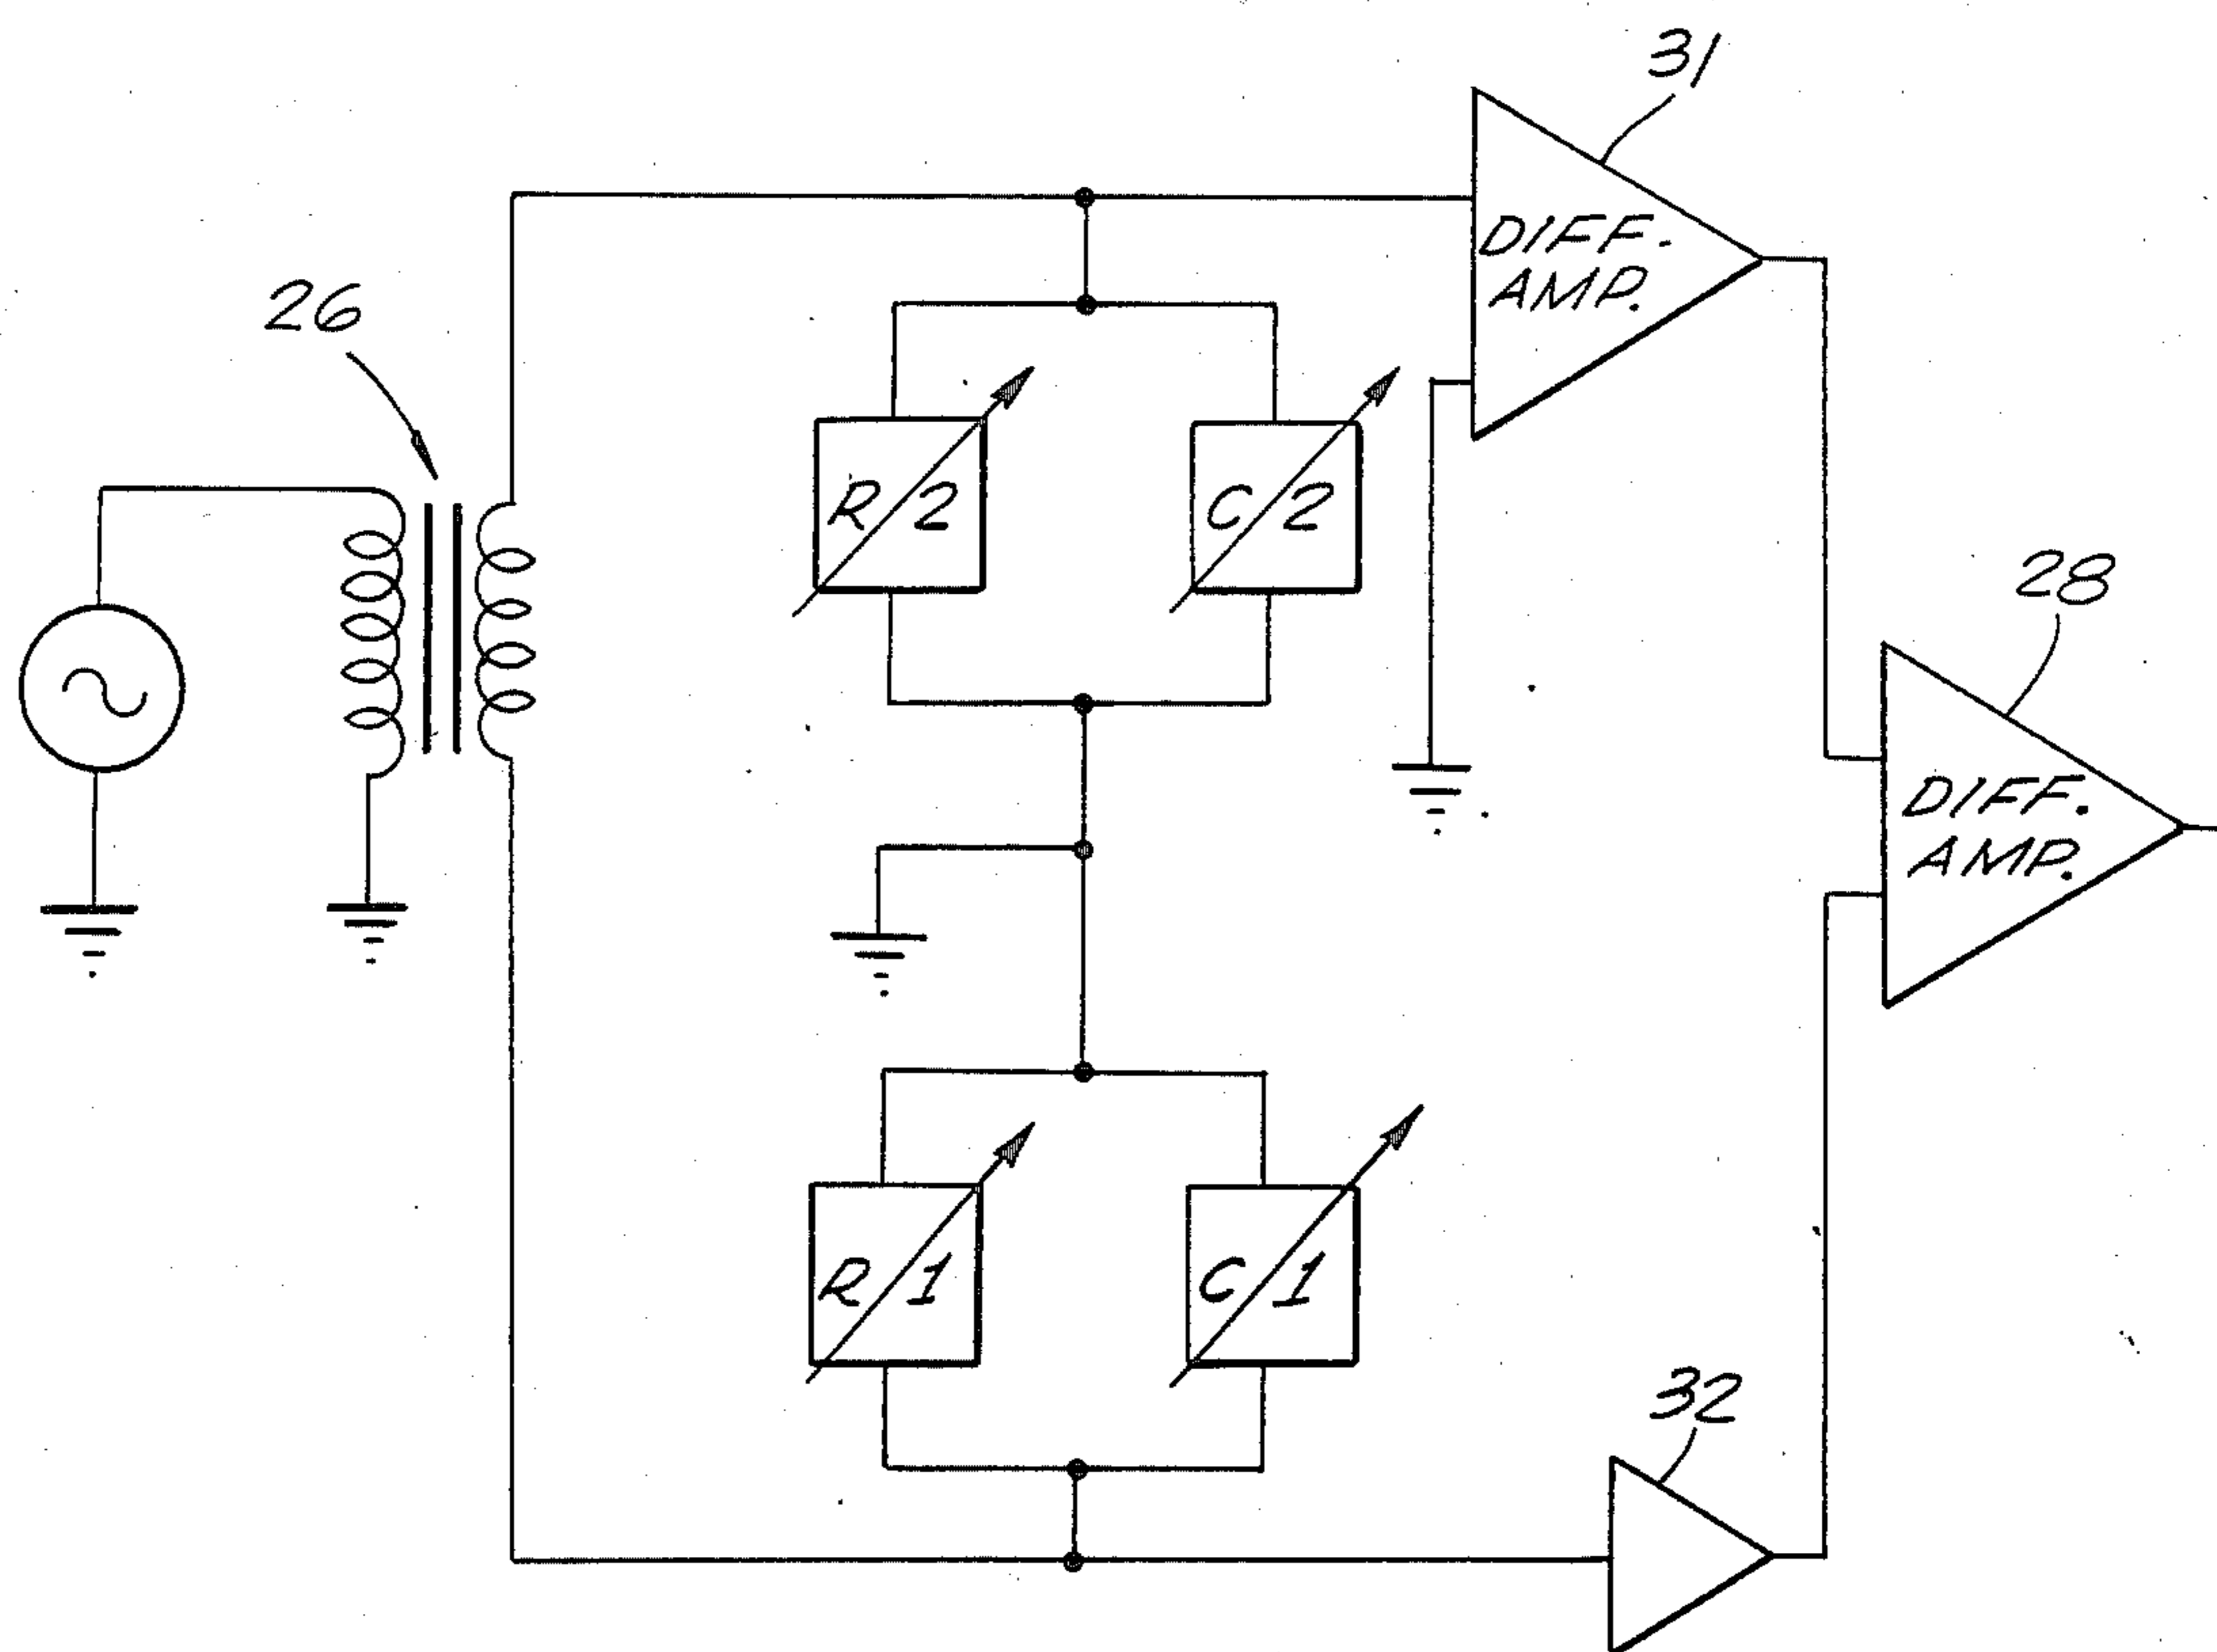 31
DIFF.
AMP.
26
R/2
C/2
28
DIFF.
AMP.
R/1
C/1
32